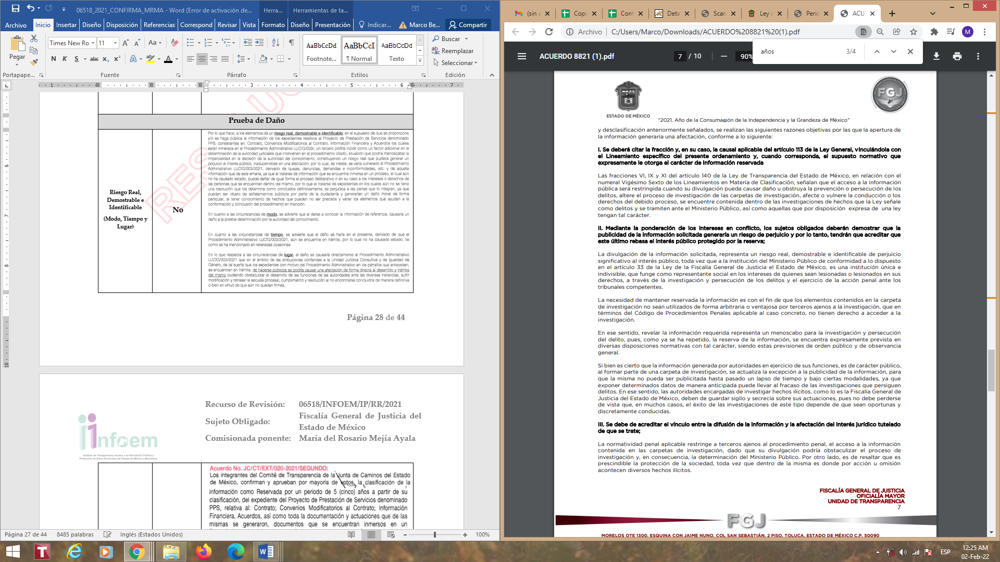 06518_2021_CONFIRMA_MRMA - Word (Error de activación de...
Herra...
Herramientas de ta...
Archivo
Inicio
Insertar
Diseño
Disposición
Referencias
Correspond
Revisar
Vista
Formato
Diseño
Presentación
Indicar...
Marco Be...
Compartir
Pegar
Times New Ro
11
Aa
N K S abc x₂ x²
AaBbCcDd
AaBbCcI
AaBbCcDd
Footnote...
¶ Normal
Texto
Buscar
Reemplazar
Seleccionar
Portapape...
Fuente
Párrafo
Estilos
Edición
Prueba de Daño
Riesgo Real,
Demostrable e
Identificable
(Modo, Tiempo y
Lugar)
No
Por lo que hace, a los elementos de un riesgo real, demostrable e identificable, en el supuesto de que se proporcione
y/o se haga pública la información de los expedientes relativos al Proyecto de Prestación de Servicios denominado
PPS, consistentes en: Contrato, Convenios Modificatorios al Contrato, Información Financiera y Acuerdos los cuales
están inmersos en el Procedimiento Administrativo UJCIG/003/, un tercero podría incidir como un factor adicional en la
determinación de la autoridad judiciales que intervienen en el procedimiento citado, situación que podría menoscabar la
imparcialidad en la decisión de la autoridad del conocimiento, constituyendo un riesgo real que pudiera generar un
perjuicio al interés público, traduciéndose en una afectación; por lo cual, se insiste, se vería vulnerado el Procedimiento
Administrativo UJCIG/003/2021, derivado de quejas, denuncias, demandas e inconformidades, etc. y de aquella
información que de este emana, ya que al tratarse de información que se encuentra inmersa en un proceso, el cual aún
no ha causado estado, puede dañar de igual forma el proceso deliberativo o en su caso a los intereses o derechos de
las personas que se encuentran dentro del mismo, por lo que al tratarse de expedientes en los cuales aún no se tiene
una resolución que los determine como concluidos definitivamente, se perjudica a las partes que lo integran, ya que
pueden ser objeto de señalamientos públicos por parte de la ciudadanía y generarían un daño moral de forma
particular, al tener conocimiento de hechos que pueden no ser precisos y variar los elementos que ayudan a la
conformación y conclusión del procedimiento en mención.
En cuanto a las circunstancias de modo, se advierte que al darse a conocer la información de referencia, causaría un
daño a la posible determinación por la autoridad del conocimiento.
En cuanto a las circunstancias de tiempo, se advierte que el daño se haría en el presente, derivado de que el
Procedimiento Administrativo UJCIG/003/2021, aún se encuentra en trámite, por lo cual no ha causado estado, tal
como se ha mencionado en reiteradas ocasiones.
En lo que respecta a las circunstancias de lugar, el daño se causaría directamente al Procedimiento Administrativo
UJCIG/003/2021 que en el ámbito de las atribuciones conferidas a la Unidad Jurídica Consultiva y de Igualdad de
Género, de tal suerte que los expedientes con motivo del Procedimiento Administrativo en los párrafos que anteceden,
se encuentran en trámite, de hacerse públicos se podría causar una afectación de forma directa al desarrollo y trámite
del mismo pudiendo obstaculizar el desarrollo de las funciones de las autoridades ante las diversas instancias, sufrir
modificación y retrasar la secuela procesal, cumplimiento y resolución al no encontrarse concluidos de manera definitiva
o bien en virtud de que aún no quedan firmes.
Página 28 de 44
infoem
Instituto de Transparencia, Acceso a la Información Pública y
Protección de Datos Personales del Estado de México y Municipios
Recurso de Revisión: 06518/INFOEM/IP/RR/2021
Sujeto Obligado: Fiscalía General de Justicia del
Estado de México
Comisionada ponente: María del Rosario Mejía Ayala
Acuerdo No. JC/CT/EXT/020-2021/SEGUNDO:
Los integrantes del Comité de Transparencia de la Junta de Caminos del Estado
de México, confirman y aprueban por mayoría de votos, la clasificación de la
información como Reservada por un periodo de 5 (cinco) años a partir de su
clasificación, del expediente del Proyecto de Prestación de Servicios denominado
PPS, relativa al: Contrato; Convenios Modificatorios al Contrato; Información
Financiera, Acuerdos, así como toda la documentación y actuaciones que de las
mismas se generaron, documentos que se encuentran inmersos en un
Página 27 de 44
8485 palabras
Inglés (Estados Unidos)
100%
(sin a
Copi
Cont
Deta
Scan
Ley d
Perió
ACU
Archivo
C:/Users/Marco/Downloads/ACUERDO%208821%20(1).pdf
M
años
3/4
ACUERDO 8821 (1).pdf
7 / 10
90%
ESTADO DE MÉXICO
FGJ
"2021. Año de la Consumación de la Independencia y la Grandeza de México"
y desclasificación anteriormente señalados, se realizan las siguientes razones objetivas por las que la apertura de
la información generaría una afectación, conforme a lo siguiente:
I. Se deberá citar la fracción y, en su caso, la causal aplicable del artículo 113 de la Ley General, vinculándola con
el Lineamiento específico del presente ordenamiento y, cuando corresponda, el supuesto normativo que
expresamente le otorga el carácter de información reservada
Las fracciones VI, IX y XI del artículo 140 de la Ley de Transparencia del Estado de México, en relación con el
numeral Vigésimo Sexto de los Lineamientos en Materia de Clasificación, señalan que el acceso a la información
pública será restringida cuando su divulgación pueda causar daño u obstruya la prevención o persecución de los
delitos, altere el proceso de investigación de las carpetas de investigación, afecte o vulnere la conducción o los
derechos del debido proceso, se encuentre contenida dentro de las investigaciones de hechos que la Ley señale
como delitos y se tramiten ante el Ministerio Público, así como aquellas que por disposición expresa de una ley
tengan tal carácter.
II. Mediante la ponderación de los intereses en conflicto, los sujetos obligados deberán demostrar que la
publicidad de la información solicitada generaría un riesgo de perjuicio y por lo tanto, tendrán que acreditar que
este último rebasa el interés público protegido por la reserva;
La divulgación de la información solicitada, representa un riesgo real, demostrable e identificable de perjuicio
significativo al interés público, toda vez que a la institución del Ministerio Público de conformidad a lo dispuesto
en el artículo 33 de la Ley de la Fiscalía General de Justicia el Estado de México, es una institución única e
indivisible, que funge como representante social en los intereses de quienes sean lesionadas o lesionados en sus
derechos, a través de la investigación y persecución de los delitos y el ejercicio de la acción penal ante los
tribunales competentes.
La necesidad de mantener reservada la información es con el fin de que los elementos contenidos en la carpeta
de investigación no sean utilizados de forma arbitraria o ventajosa por terceros ajenos a la investigación, que en
términos del Código de Procedimientos Penales aplicable al caso concreto, no tienen derecho a acceder a la
investigación.
En ese sentido, revelar la información requerida representa un menoscabo para la investigación y persecución
del delito, pues, como ya se ha repetido, la reserva de la información, se encuentra expresamente prevista en
diversas disposiciones normativas con tal carácter, siendo estas previsiones de orden público y de observancia
general.
Si bien es cierto que la información generada por autoridades en ejercicio de sus funciones, es de carácter público,
al formar parte de una carpeta de investigación, se actualiza la excepción a la publicidad de la información, para
que la misma no pueda ser publicitada hasta pasado un lapso de tiempo y bajo ciertas modalidades, ya que
exponer determinados datos de manera anticipada puede llevar al fracaso de las investigaciones que persiguen
delitos. En ese sentido, las autoridades encargadas de investigar hechos ilícitos, como lo es la Fiscalía General de
Justicia del Estado de México, deben de guardar sigilo y secrecía sobre sus actuaciones, pues no debe perderse
de vista que, en muchos casos, el éxito de las investigaciones de este tipo depende de que sean oportunas y
discretamente conducidas.
III. Se debe de acreditar el vínculo entre la difusión de la información y la afectación del interés jurídico tutelado
de que se trate;
La normatividad penal aplicable restringe a terceros ajenos al procedimiento penal, el acceso a la información
contenida en las carpetas de investigación, dado que su divulgación podría obstaculizar el proceso de
investigación y, en consecuencia, la determinación del Ministerio Público. Por otro lado, es de resaltar que es
prescindible la protección de la sociedad, toda vez que dentro de la misma es donde por acción u omisión
acontecen diversos hechos ilícitos.
FISCALÍA GENERAL DE JUSTICIA
OFICIALÍA MAYOR
UNIDAD DE TRANSPARENCIA
7
FGJ
MORELOS OTE 1300, ESQUINA CON JAIME NUNO, COL SAN SEBASTIÁN, 2 PISO, TOLUCA, ESTADO DE MÉXICO C.P. 50090
ESP
12:25 AM
02-Feb-22